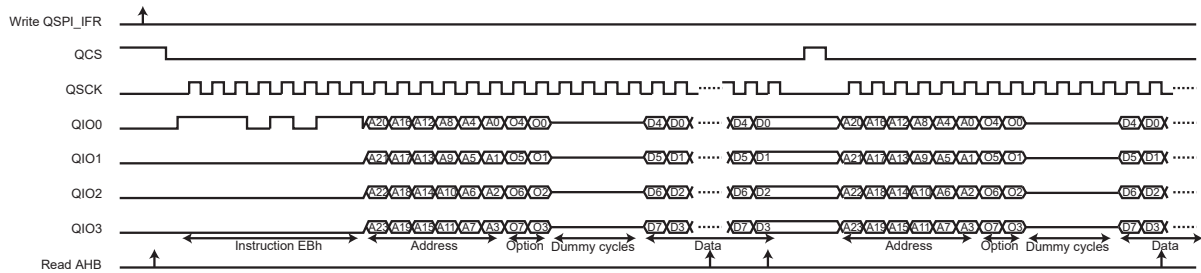 Write QSPI_IFR
QCS
QSCK
QIO0 A20 A16 A12 A8 A4 A0 O4 O0 D4 D0 D4 D0 A20 A16 A12 A8 A4 A0 O4 O0 D4 D0
QIO1 A21 A17 A13 A9 A5 A1 O5 O1 D5 D1 D5 D1 A21 A17 A13 A9 A5 A1 O5 O1 D5 D1
QIO2 A22 A18 A14 A10 A6 A2 O6 O2 D6 D2 D6 D2 A22 A18 A14 A10 A6 A2 O6 O2 D6 D2
QIO3 A23 A19 A15 A11 A7 A3 O7 O3 D7 D3 D7 D3 A23 A19 A15 A11 A7 A3 O7 O3 D7 D3
Instruction EBh Address Option Dummy cycles Data Address Option Dummy cycles Data
Read AHB